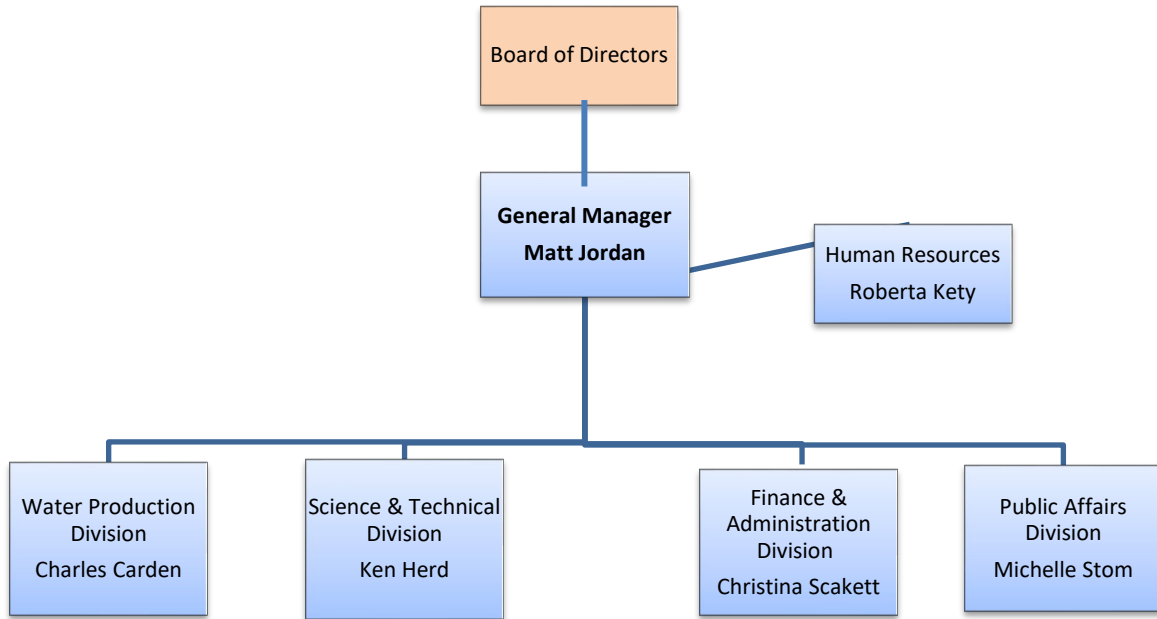 Board of Directors
General Manager
Matt Jordan
Human Resources
Roberta Kety
Water Production
Division
Charles Carden
Science & Technical
Division
Ken Herd
Finance &
Administration
Division
Christina Scakett
Public Affairs
Division
Michelle Stom